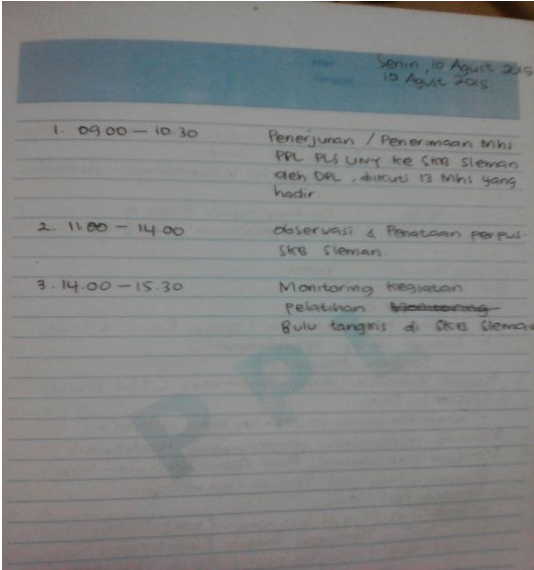 Senin, 10 Agust 2015
10 Agust 2015
1. 09.00 – 10.30 Penerjunan / Penerimaan Mhs
PPL PLS UNY ke SKB Sleman
oleh DPL, diikuti 13 Mhs yang
hadir.
2. 11.00 – 14.00 observasi & Penataan perpus.
SKB Sleman
3. 14.00 – 15.30 Monitoring kegiatan
pelatihan Monitoring
Bulu tangkis di SKB Sleman
PPL